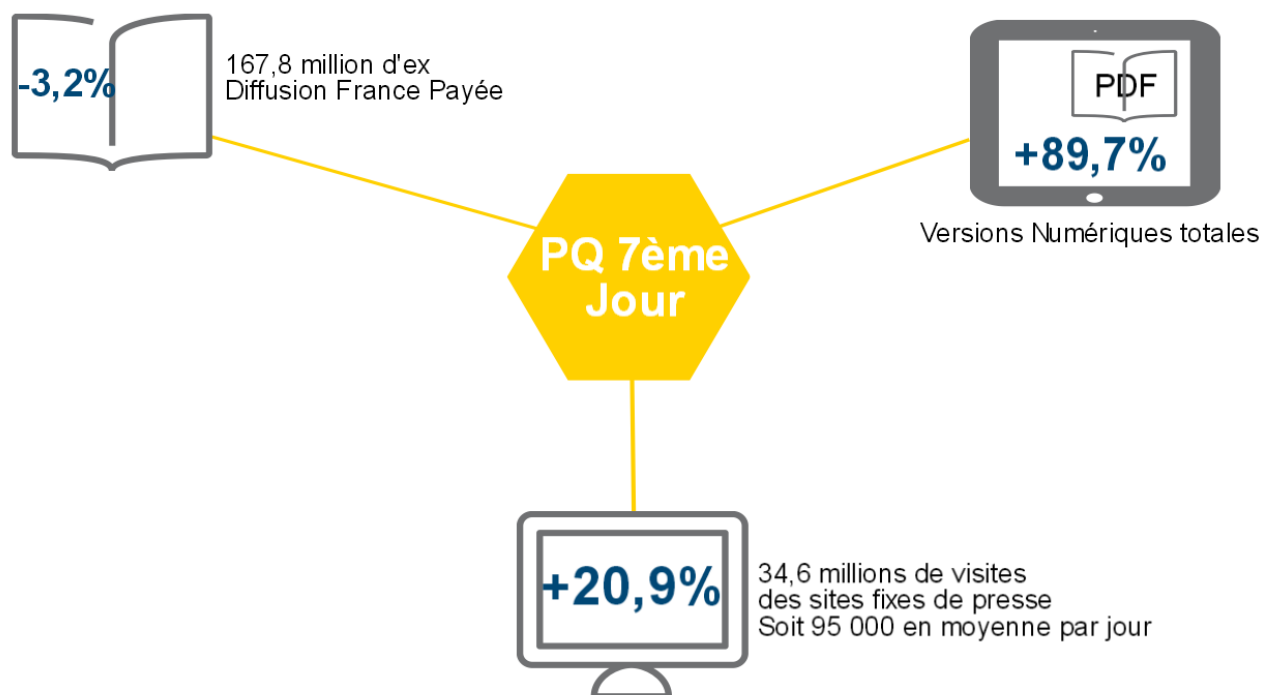 -3,2%
167,8 million d'ex
Diffusion France Payée
PDF
+89,7%
Versions Numériques totales
PQ 7ème
Jour
+20,9%
34,6 millions de visites
des sites fixes de presse
Soit 95 000 en moyenne par jour